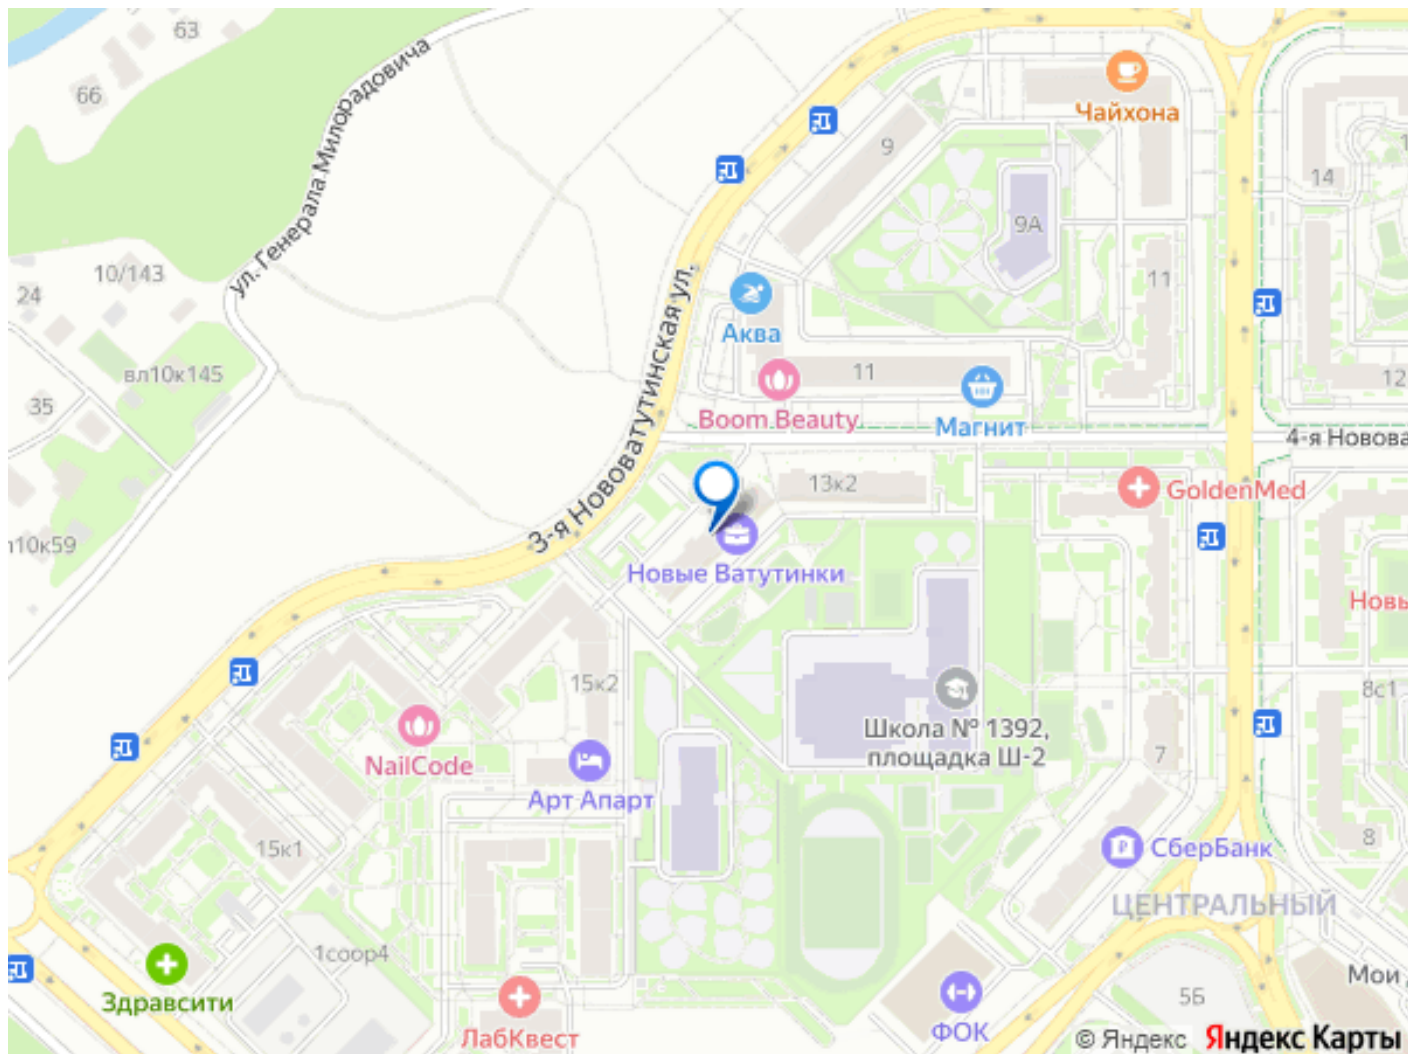 63
66
ул. Генерала Милорадовича
Чайхона
9
14
9А
10/143
24
11
Аква
3-я Нововатутинская ул.
вл10к145
11
12
35
Boom Beauty
Магнит
4-я Новова
13к2
GoldenMed
10к59
Новые Ватутинки
Новь
15к2
8с1
Школа № 1392,
площадка Ш-2
NailCode
7
Арт Апарт
15к1
СберБанк
8
ЦЕНТРАЛЬНЫЙ
1соор4
Здравсити
Мои
5Б
ЛабКвест
ФОК
© Яндекс Яндекс Карты